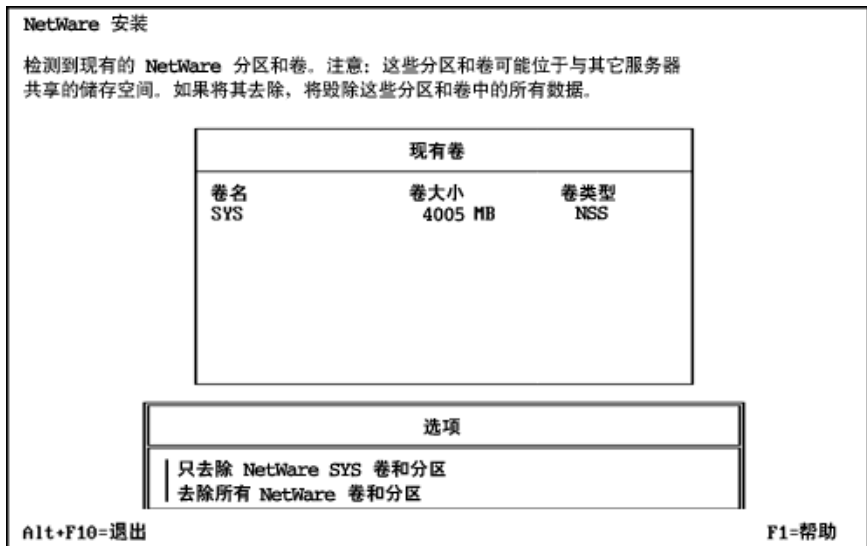 NetWare 安装
检测到现有的 NetWare 分区和卷。注意：这些分区和卷可能位于与其它服务器
共享的储存空间。如果将其去除，将毁除这些分区和卷中的所有数据。
现有卷
卷名 卷大小 卷类型
SYS 4005 MB NSS
选项
只去除 NetWare SYS 卷和分区
去除所有 NetWare 卷和分区
Alt+F10=退出 F1=帮助